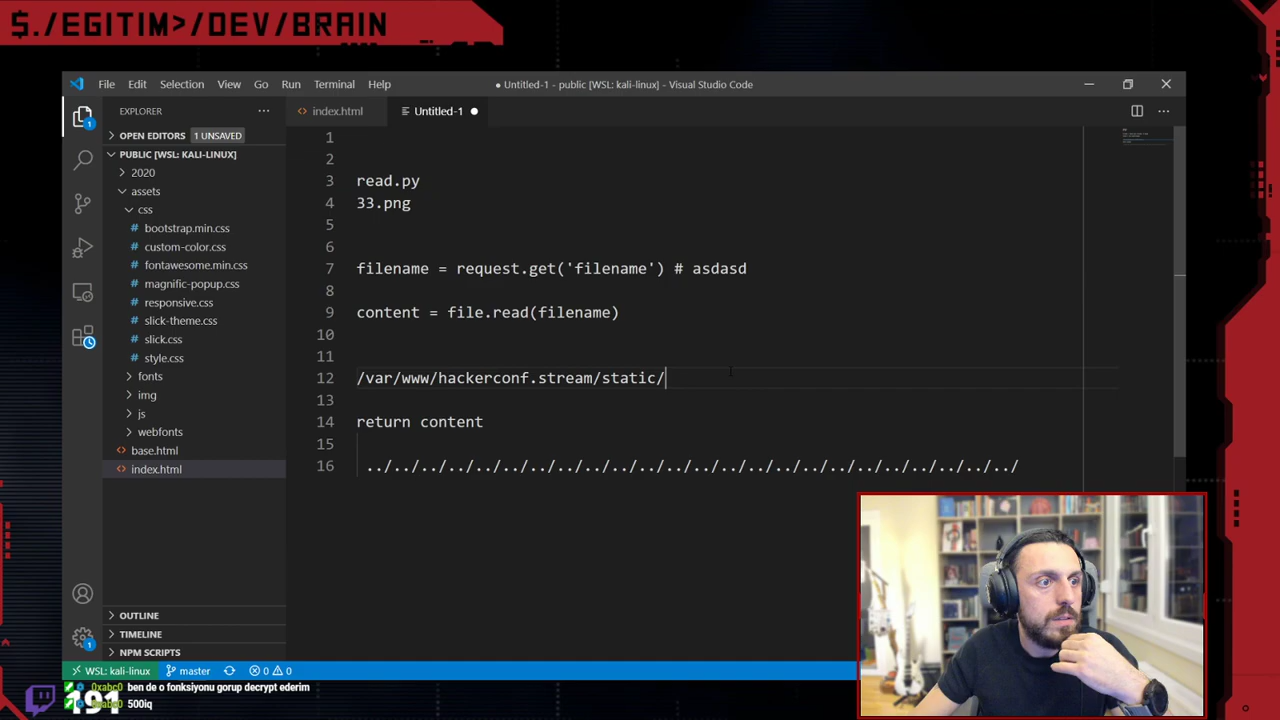 $./EGITIM>/DEV/BRAIN
File Edit Selection View Go Run Terminal Help
● Untitled-1 - public [WSL: kali-linux] - Visual Studio Code
EXPLORER
index.html
Untitled-1
OPEN EDITORS 1 UNSAVED
PUBLIC [WSL: KALI-LINUX]
2020
assets
css
bootstrap.min.css
custom-color.css
fontawesome.min.css
magnific-popup.css
responsive.css
slick-theme.css
slick.css
style.css
fonts
img
js
webfonts
base.html
index.html
OUTLINE
TIMELINE
NPM SCRIPTS
1
2
3 read.py
4 33.png
5
6
7 filename = request.get('filename') # asdasd
8
9 content = file.read(filename)
10
11
12 /var/www/hackerconf.stream/static/
13
14 return content
15
16 ../../../../../../../../../../../../../../../../../../../../../../../../
WSL: kali-linux master 0 0
0xabc0 ben de o fonksiyonu gorup decrypt ederim
0xabc0 500iq
191